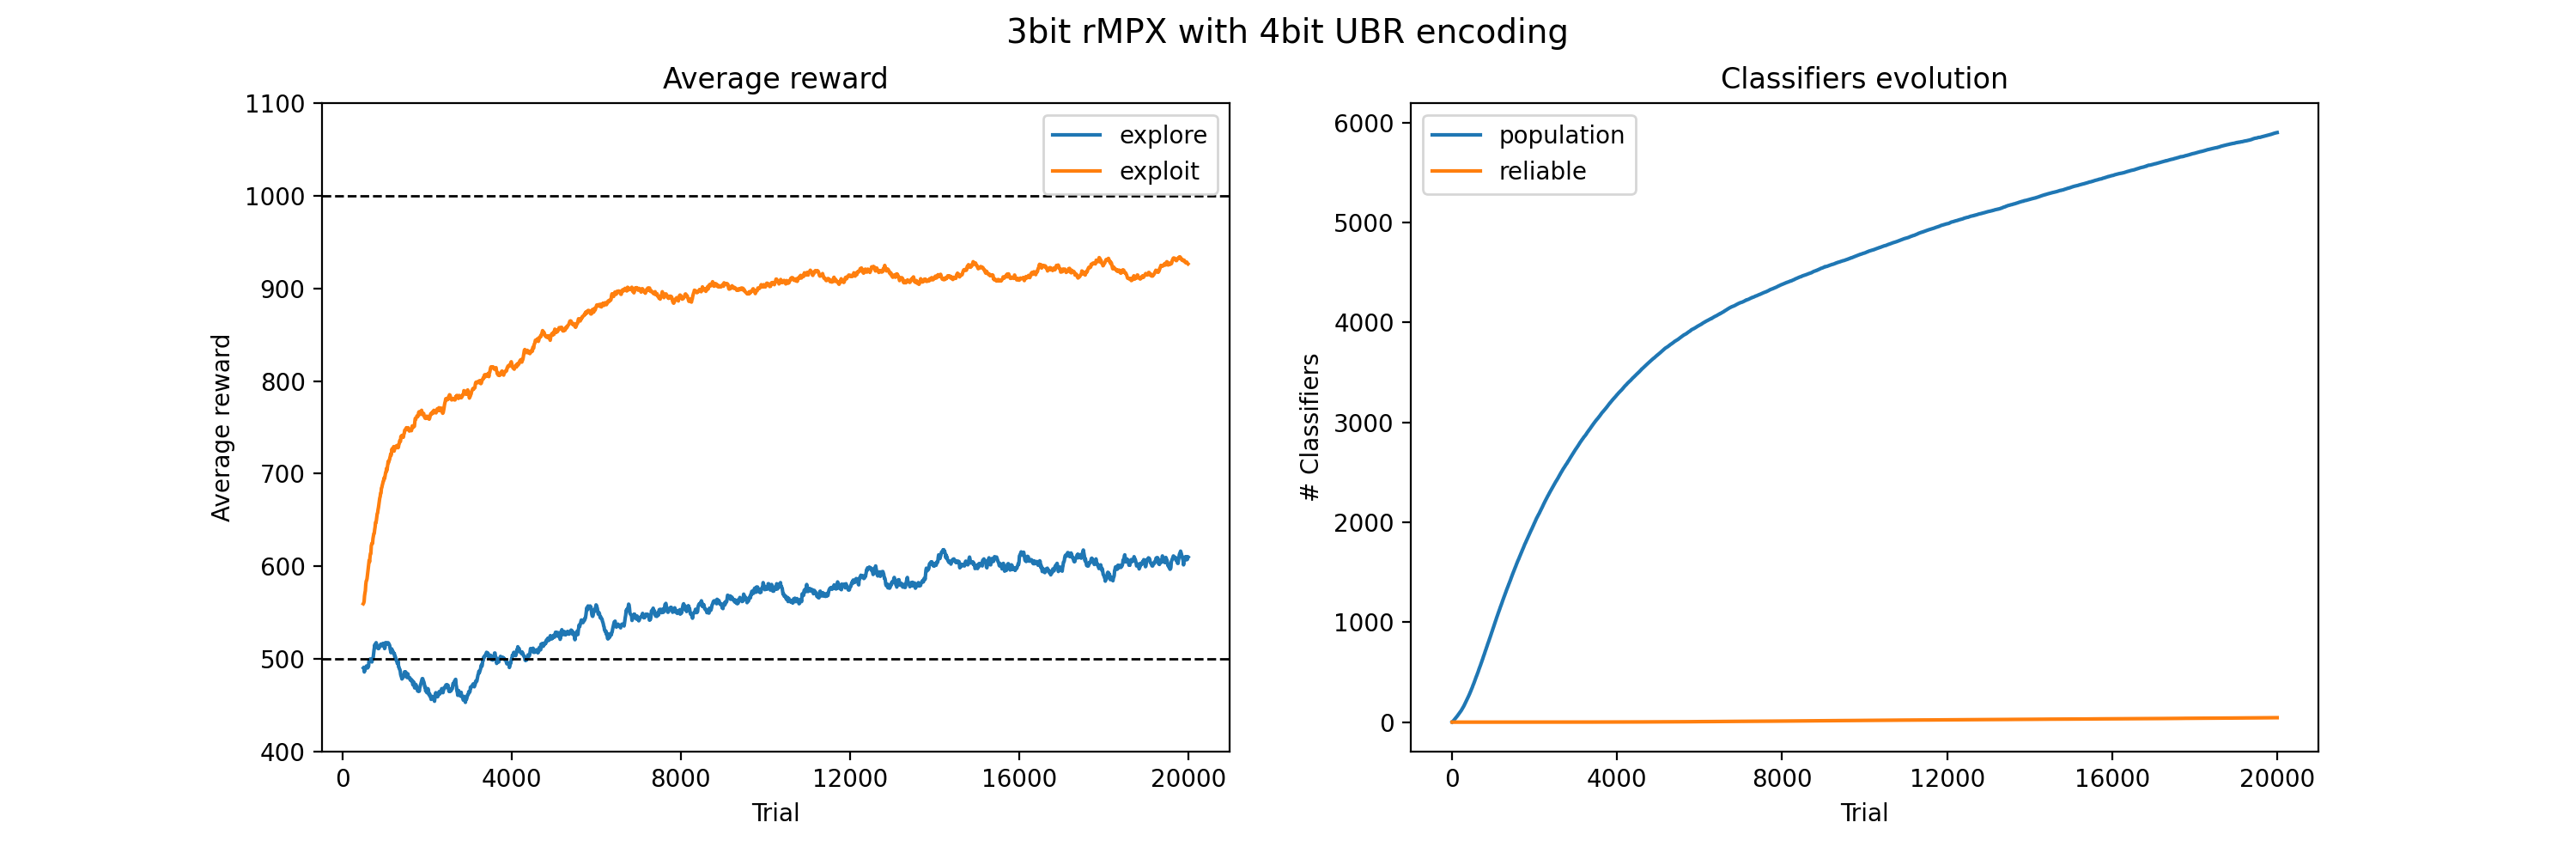 3bit rMPX with 4bit UBR encoding
Average reward
1100
1000
900
800
700
600
500
400
Average reward
explore
exploit
0 4000 8000 12000 16000 20000
Trial
Classifiers evolution
6000
5000
4000
3000
2000
1000
0
# Classifiers
population
reliable
0 4000 8000 12000 16000 20000
Trial